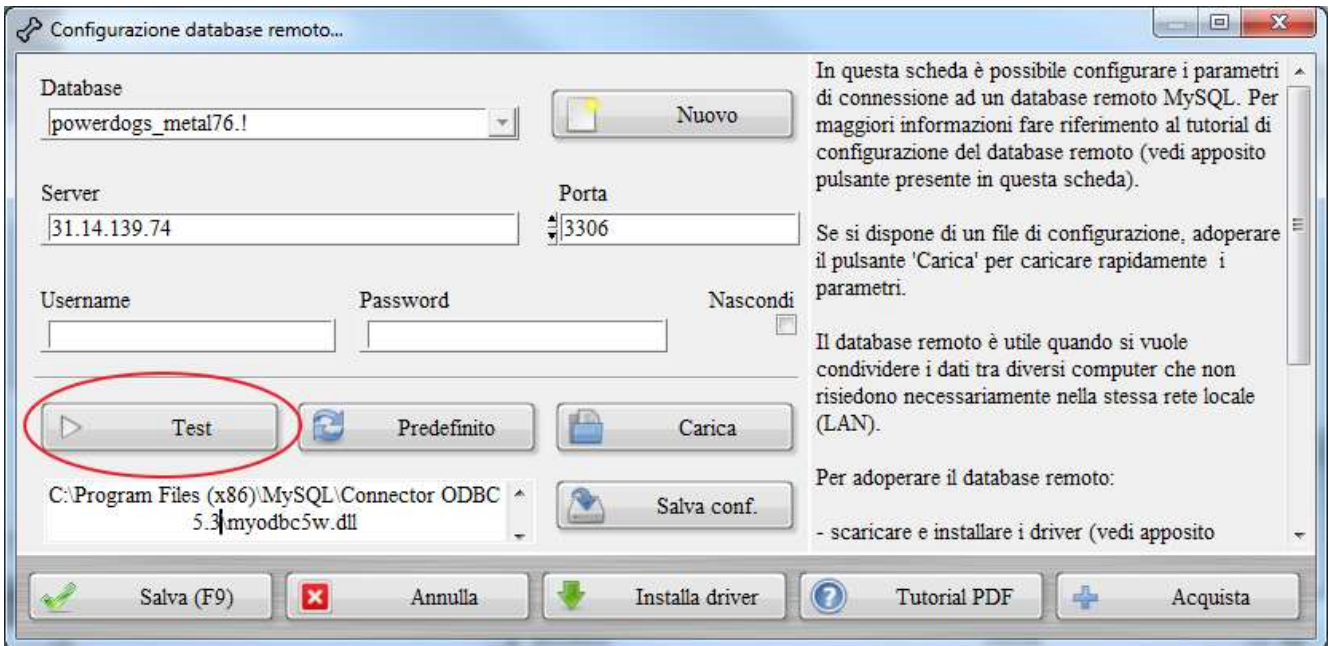 Configurazione database remoto...
Database
powerdogs_metal76.!
Nuovo
Server
Porta
31.14.139.74
3306
Username
Password
Nascondi
Test
Predefinito
Carica
C:\Program Files (x86)\MySQL\Connector ODBC
5.3\myodbc5w.dll
Salva conf.
In questa scheda è possibile configurare i parametri
di connessione ad un database remoto MySQL. Per
maggiori informazioni fare riferimento al tutorial di
configurazione del database remoto (vedi apposito
pulsante presente in questa scheda).
Se si dispone di un file di configurazione, adoperare
il pulsante 'Carica' per caricare rapidamente  i
parametri.
Il database remoto è utile quando si vuole
condividere i dati tra diversi computer che non
risiedono necessariamente nella stessa rete locale
(LAN).
Per adoperare il database remoto:
- scaricare e installare i driver (vedi apposito
Salva (F9)
Annulla
Installa driver
Tutorial PDF
Acquista